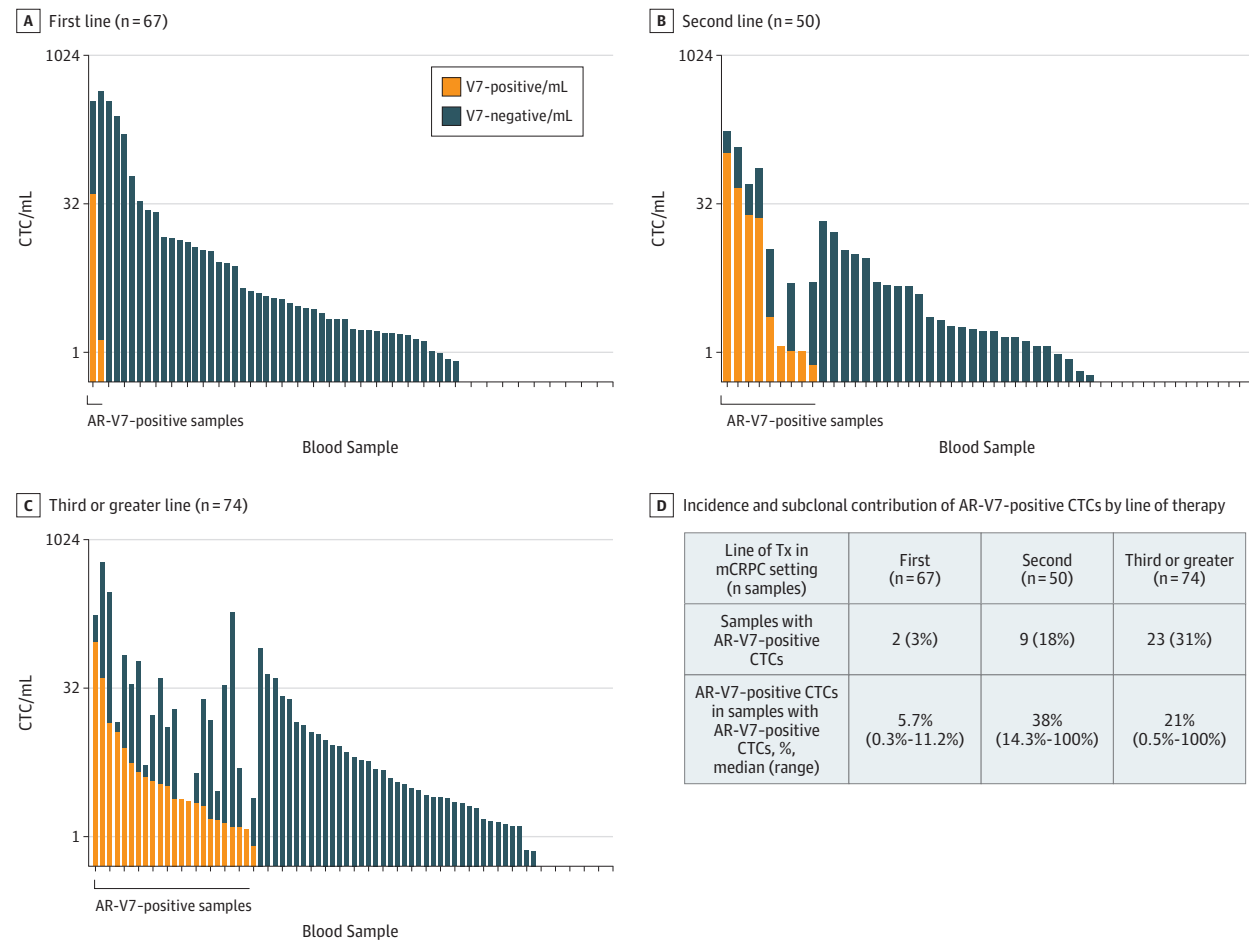 A First line (n=67)
1024
32
1
CTC/mL
V7-positive/mL
V7-negative/mL
AR-V7-positive samples
Blood Sample
B Second line (n=50)
1024
32
1
CTC/mL
AR-V7-positive samples
Blood Sample
C Third or greater line (n=74)
1024
32
1
CTC/mL
AR-V7-positive samples
Blood Sample
D Incidence and subclonal contribution of AR-V7-positive CTCs by line of therapy
Line of Tx in
mCRPC setting
(n samples)
First
(n=67)
Second
(n=50)
Third or greater
(n=74)
Samples with
AR-V7-positive
CTCs
2 (3%)
9 (18%)
23 (31%)
AR-V7-positive CTCs
in samples with
AR-V7-positive
CTCs, %,
median (range)
5.7%
(0.3%-11.2%)
38%
(14.3%-100%)
21%
(0.5%-100%)